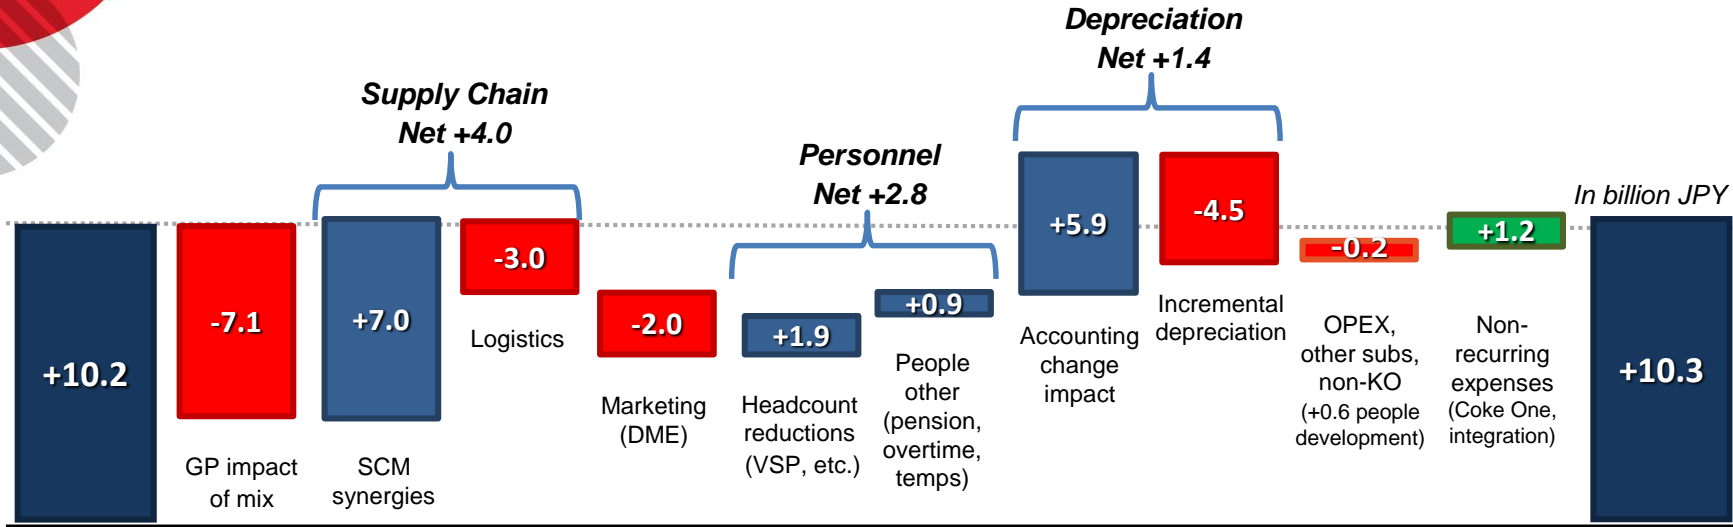 Depreciation
Net +1.4
Supply Chain
Net +4.0
Personnel
Net +2.8
In billion JPY
+10.2
-7.1
GP impact
of mix
+7.0
SCM
synergies
-3.0
Logistics
-2.0
Marketing
(DME)
+1.9
Headcount
reductions
(VSP, etc.)
+0.9
People
other
(pension,
overtime,
temps)
+5.9
Accounting
change
impact
-4.5
Incremental
depreciation
-0.2
OPEX,
other subs,
non-KO
(+0.6 people
development)
+1.2
Non-
recurring
expenses
(Coke One,
integration)
+10.3